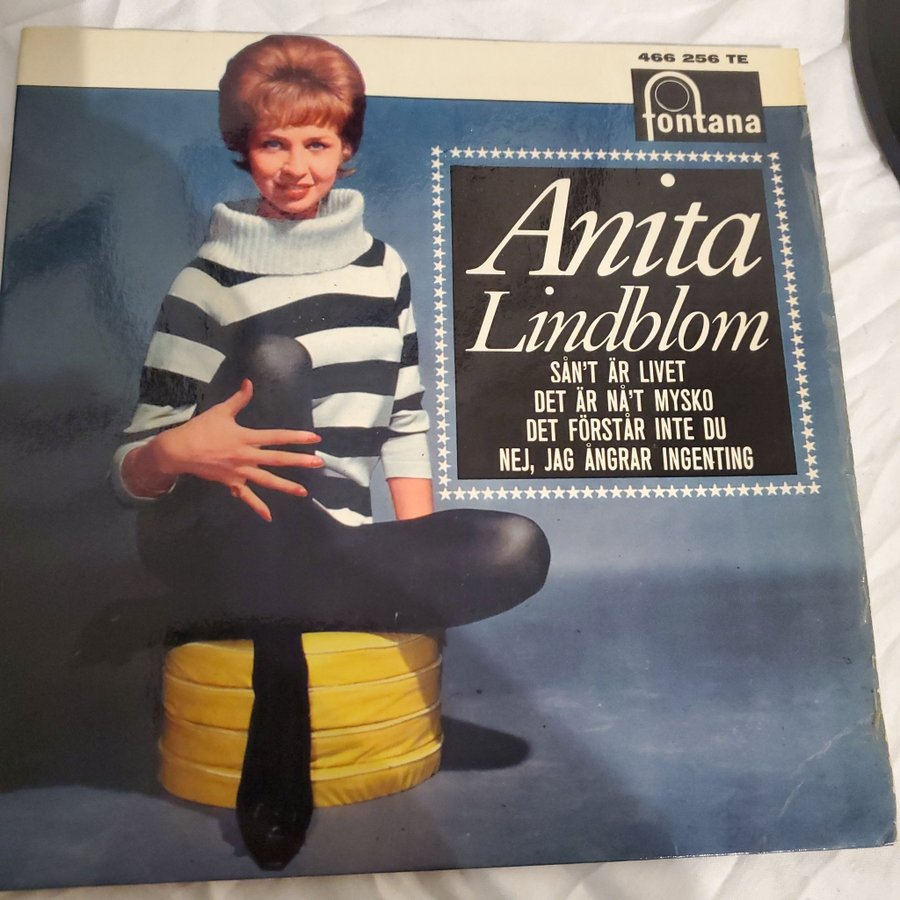 466 256 TE
fontana
Anita
Lindblom
SÅN'T ÄR LIVET
DET ÄR NÅ'T MYSKO
DET FÖRSTÅR INTE DU
NEJ, JAG ÅNGRAR INGENTING